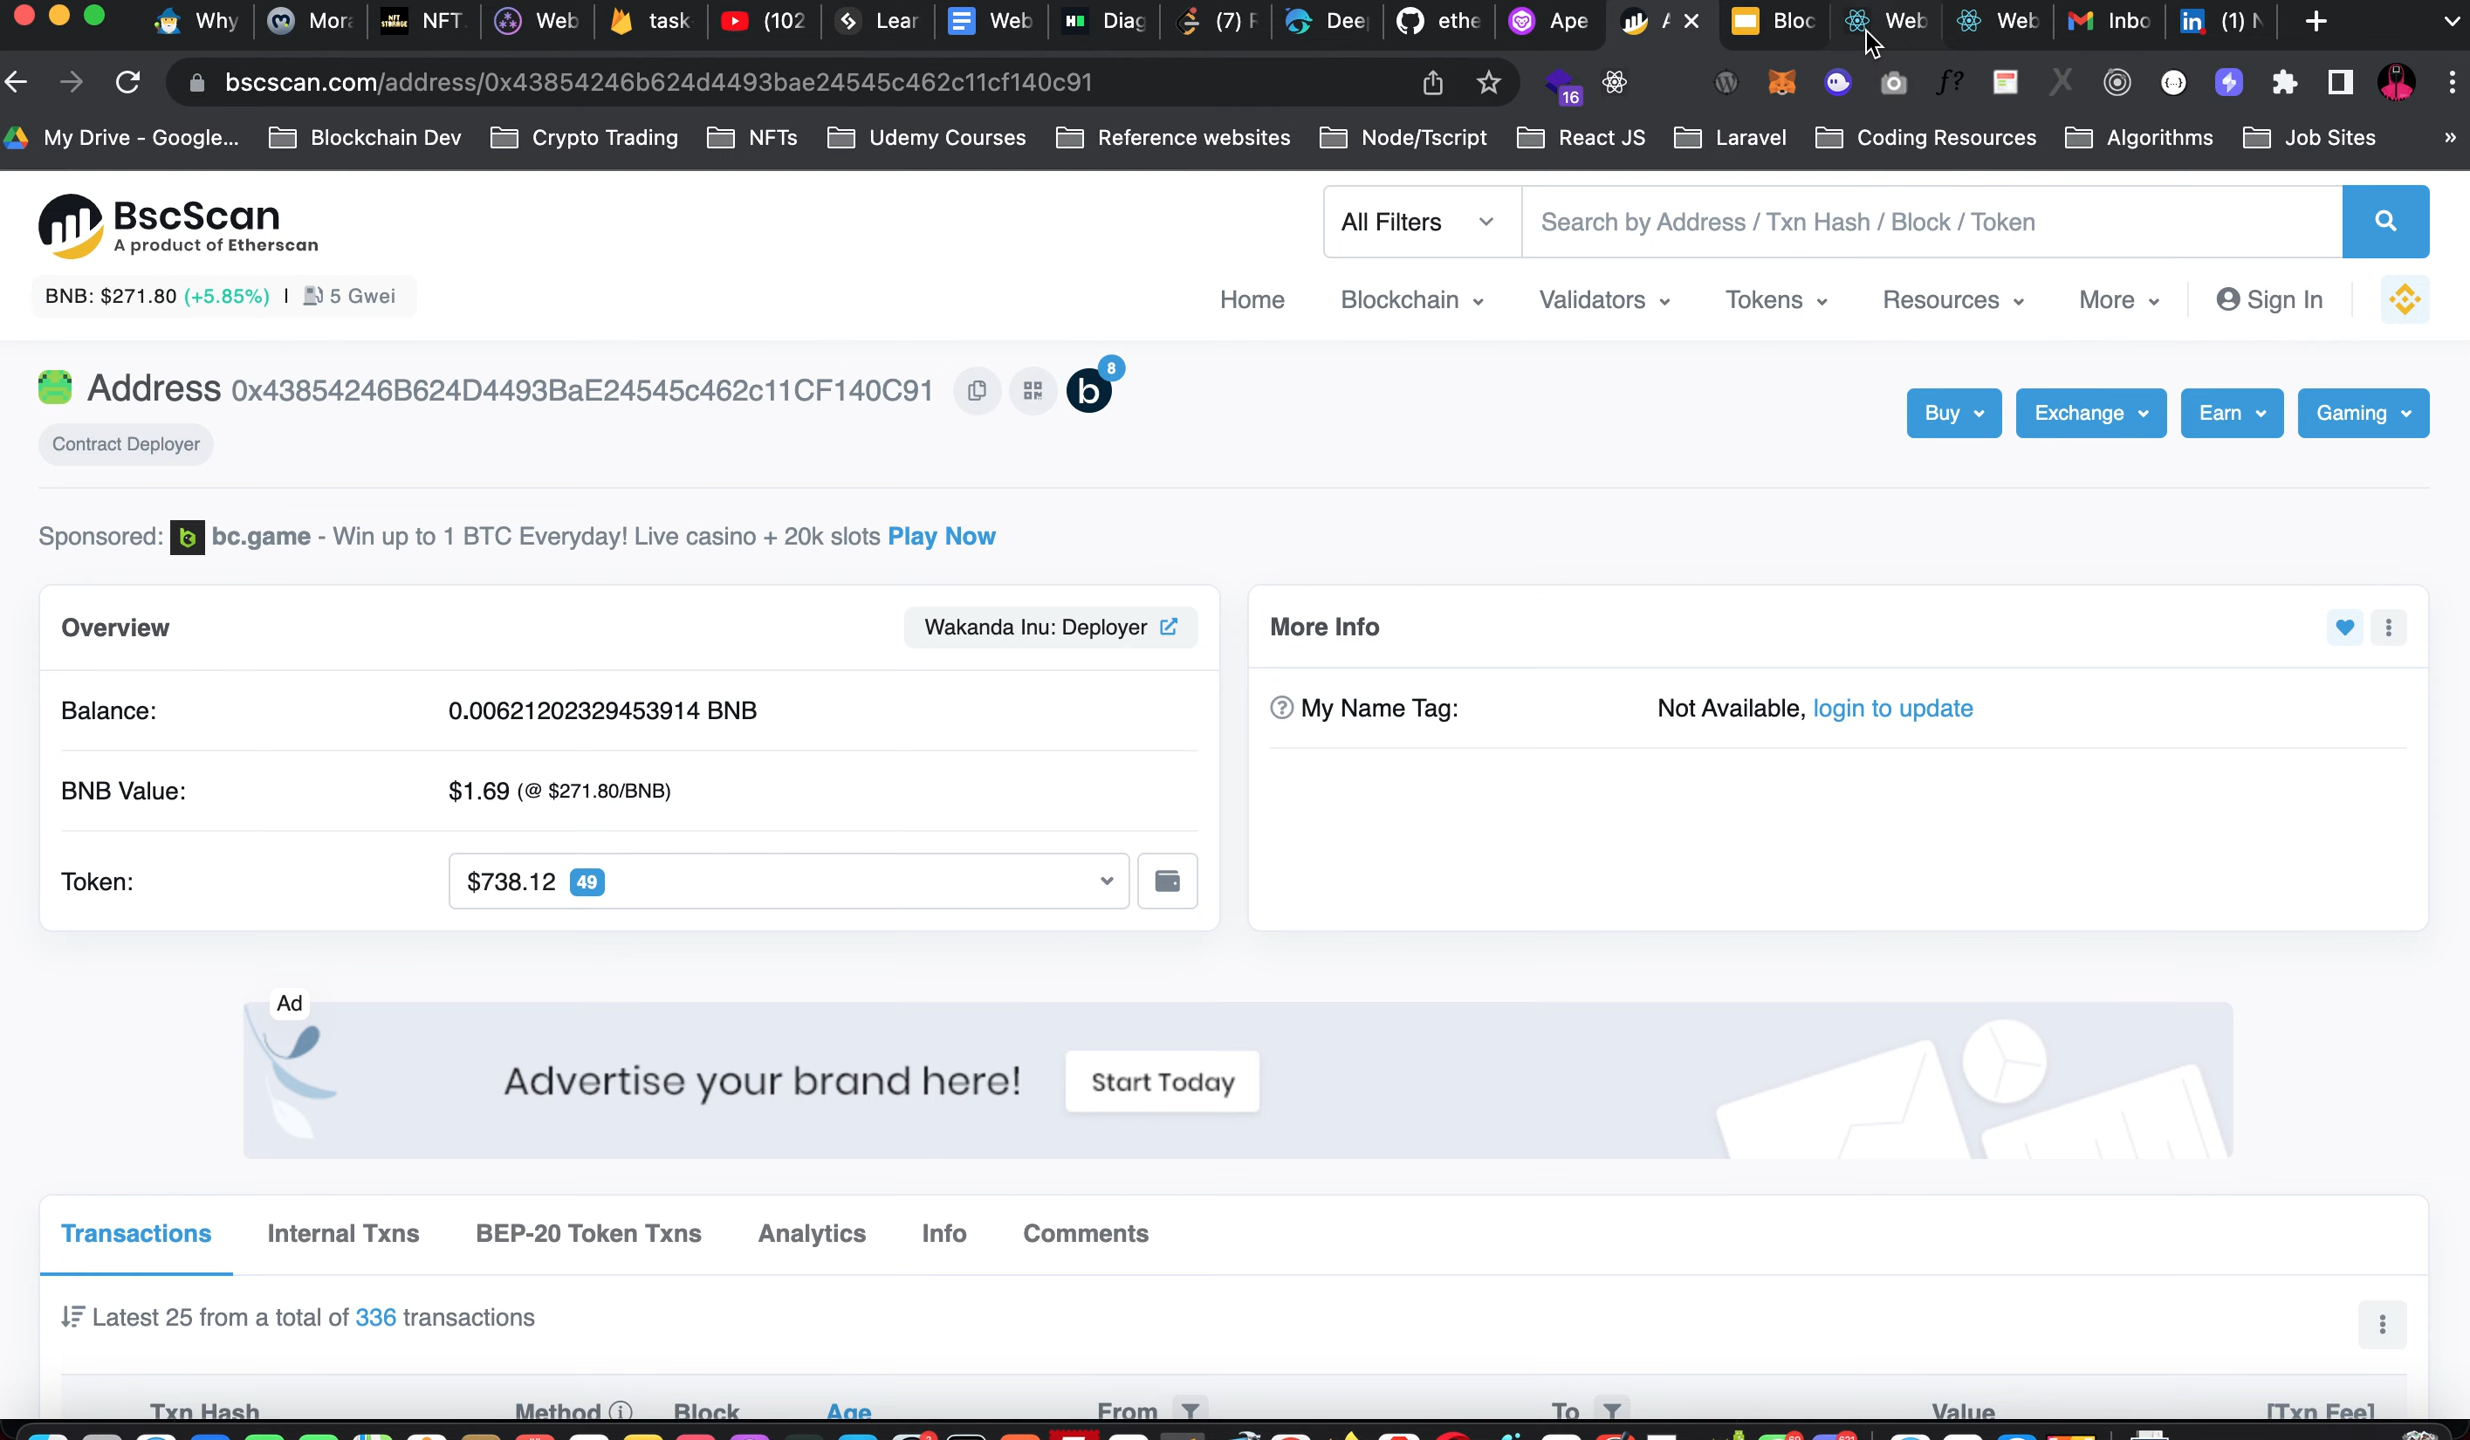 Why
Mora
NFT
NFT STORAGE
Web
task
(102
Lear
Web
Diag
(7) F
Dee
ethe
Ape
A
Bloc
Web
Web
Inbo
(1) N
bscscan.com/address/0x43854246b624d4493bae24545c462c11cf140c91
16
My Drive - Google...
Blockchain Dev
Crypto Trading
NFTs
Udemy Courses
Reference websites
Node/Tscript
React JS
Laravel
Coding Resources
Algorithms
Job Sites
»
BscScan
A product of Etherscan
All Filters
Search by Address / Txn Hash / Block / Token
BNB: $271.80 (+5.85%) | 5 Gwei
Home
Blockchain
Validators
Tokens
Resources
More
Sign In
Address 0x43854246B624D4493BaE24545c462c11CF140C91
8
Contract Deployer
Buy
Exchange
Earn
Gaming
Sponsored: bc.game - Win up to 1 BTC Everyday! Live casino + 20k slots Play Now
Overview
Wakanda Inu: Deployer
Balance: 0.00621202329453914 BNB
BNB Value: $1.69 (@ $271.80/BNB)
Token: $738.12 49
More Info
My Name Tag: Not Available, login to update
Ad
Advertise your brand here!
Start Today
Transactions
Internal Txns
BEP-20 Token Txns
Analytics
Info
Comments
Latest 25 from a total of 336 transactions
Txn Hash
Method
Block
Age
From
To
Value
[Txn Fee]